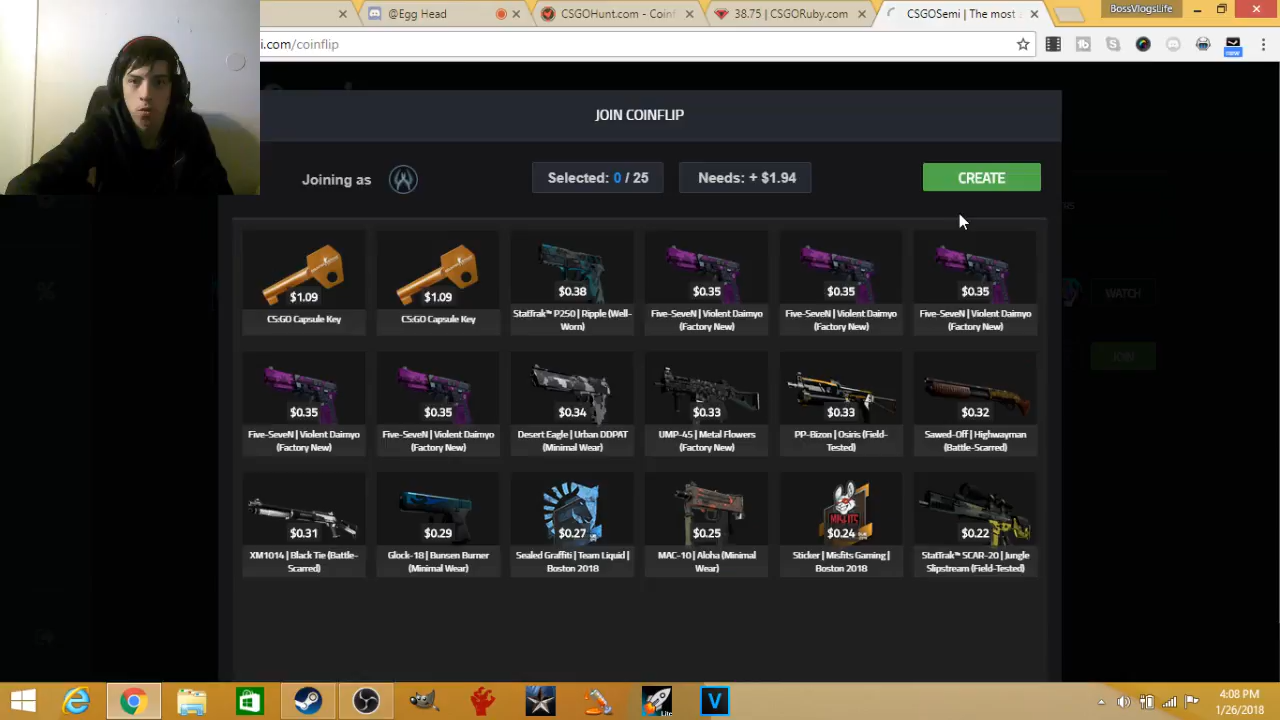 @Egg Head
CSGOHunt.com - Coinf
38.75 | CSGORuby.com
CSGOSemi | The most
BossVlogsLife
i.com/coinflip
new
JOIN COINFLIP
Joining as
Selected: 0 / 25
Needs: + $1.94
CREATE
WATCH
JOIN
$1.09
$1.09
$0.38
$0.35
$0.35
$0.35
CS:GO Capsule Key
CS:GO Capsule Key
StatTrak™ P250 | Ripple (Well-
Worn)
Five-SeveN | Violent Daimyo
(Factory New)
Five-SeveN | Violent Daimyo
(Factory New)
Five-SeveN | Violent Daimyo
(Factory New)
$0.35
$0.35
$0.34
$0.33
$0.33
$0.32
Five-SeveN | Violent Daimyo
(Factory New)
Five-SeveN | Violent Daimyo
(Factory New)
Desert Eagle | Urban DDPAT
(Minimal Wear)
UMP-45 | Metal Flowers
(Factory New)
PP-Bizon | Osiris (Field-
Tested)
Sawed-Off | Highwayman
(Battle-Scarred)
$0.31
$0.29
$0.27
$0.25
MISFITS
$0.24
$0.22
XM1014 | Black Tie (Battle-
Scarred)
Glock-18 | Bunsen Burner
(Minimal Wear)
Sealed Graffiti | Team Liquid |
Boston 2018
MAC-10 | Aloha (Minimal
Wear)
Sticker | Misfits Gaming |
Boston 2018
StatTrak™ SCAR-20 | Jungle
Slipstream (Field-Tested)
Lite
4:08 PM
1/26/2018